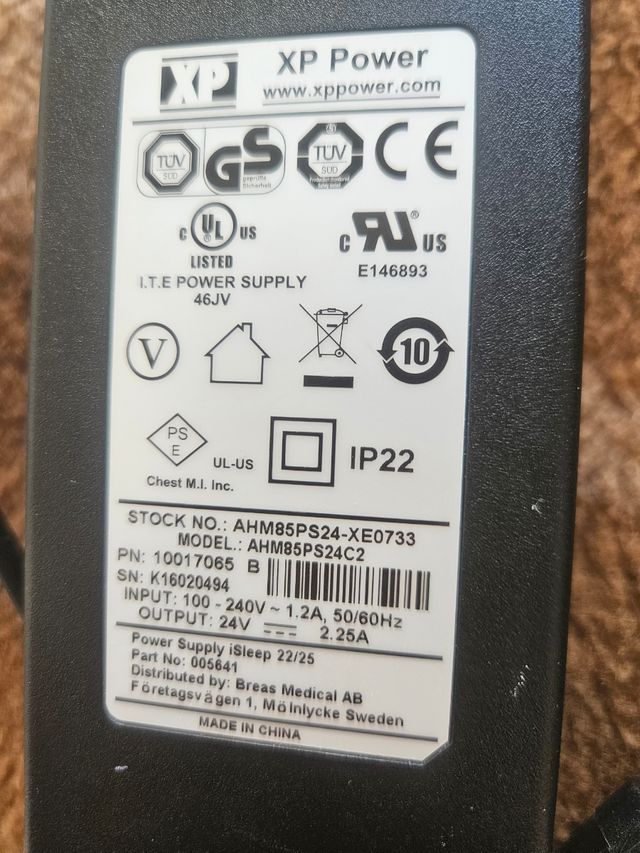 XP XP Power
www.xppower.com
TÜV SÜD GS geprüfte Sicherheit TÜV SÜD CE
C UL US ® C RU US
LISTED E146893
I.T.E POWER SUPPLY
46JV
V 10
PS E UL-US IP22
Chest M.I. Inc.
STOCK NO.: AHM85PS24-XE0733
MODEL.: AHM85PS24C2
PN: 10017065 B
SN: K16020494
INPUT: 100 - 240V ~ 1.2A, 50/60Hz
OUTPUT: 24V 2.25A
Power Supply iSleep 22/25
Part No: 005641
Distributed by: Breas Medical AB
Företagsvägen 1, Mölnlycke Sweden
MADE IN CHINA